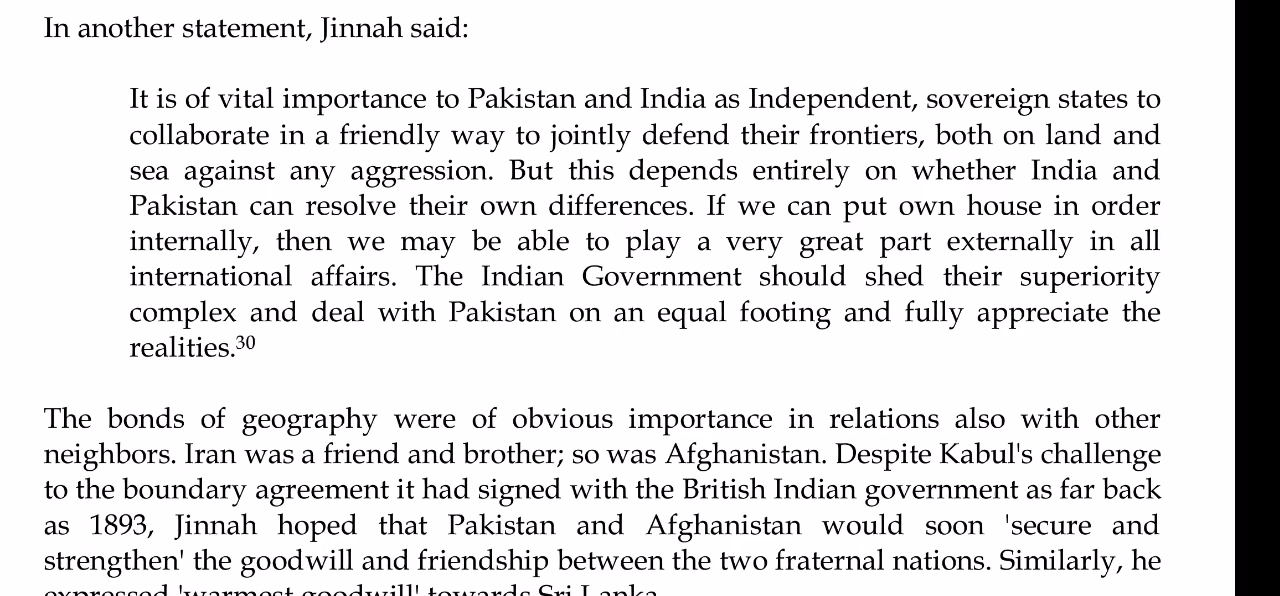 In another statement, Jinnah said:
It is of vital importance to Pakistan and India as Independent, sovereign states to
collaborate in a friendly way to jointly defend their frontiers, both on land and
sea against any aggression. But this depends entirely on whether India and
Pakistan can resolve their own differences. If we can put own house in order
internally, then we may be able to play a very great part externally in all
international affairs. The Indian Government should shed their superiority
complex and deal with Pakistan on an equal footing and fully appreciate the
realities.30
The bonds of geography were of obvious importance in relations also with other
neighbors. Iran was a friend and brother; so was Afghanistan. Despite Kabul's challenge
to the boundary agreement it had signed with the British Indian government as far back
as 1893, Jinnah hoped that Pakistan and Afghanistan would soon 'secure and
strengthen' the goodwill and friendship between the two fraternal nations. Similarly, he
expressed 'warmest goodwill' towards Sri Lanka